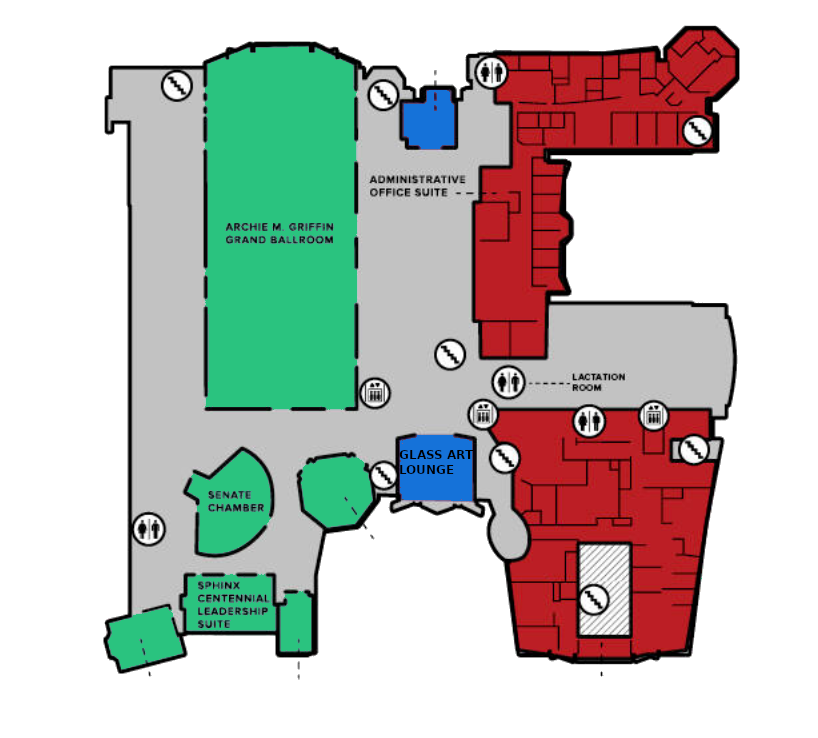 ADMINISTRATIVE
OFFICE SUITE
ARCHIE M. GRIFFIN
GRAND BALLROOM
LACTATION
ROOM
GLASS ART
LOUNGE
SENATE
CHAMBER
SPHINX
CENTENNIAL
LEADERSHIP
SUITE